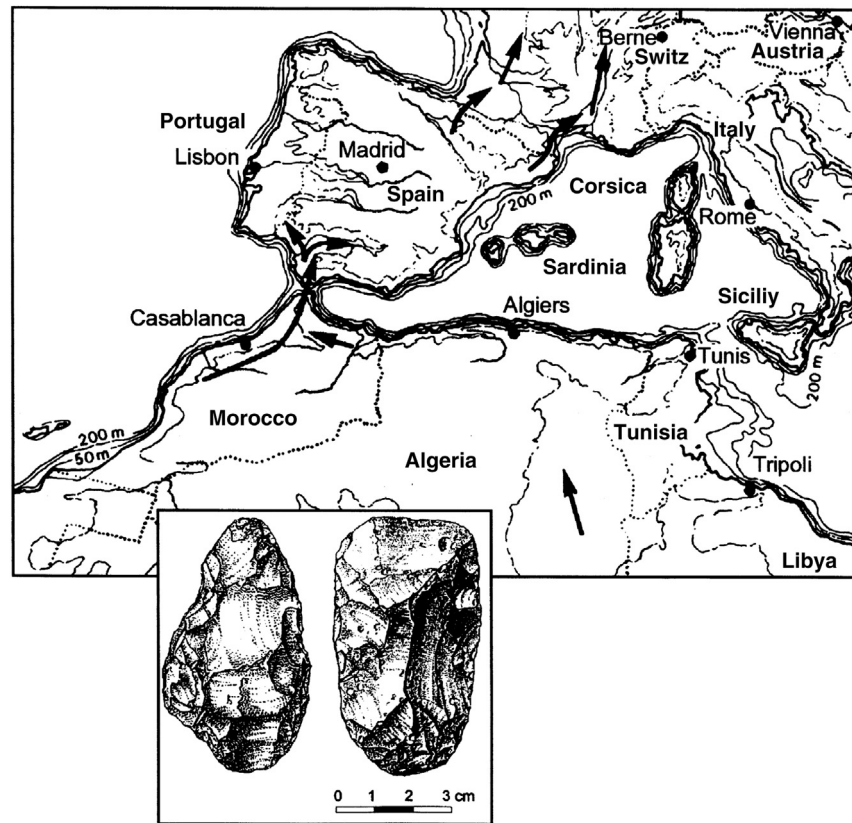 Vienna
Berne
Switz
Austria
Portugal
Italy
Lisbon
Madrid
Spain
Corsica
200 m
Rome
Sardinia
Siciliy
Casablanca
Algiers
Tunis
200 m
Morocco
Tunisia
200 m
50 m
Algeria
Tripoli
Libya
0 1 2 3 cm